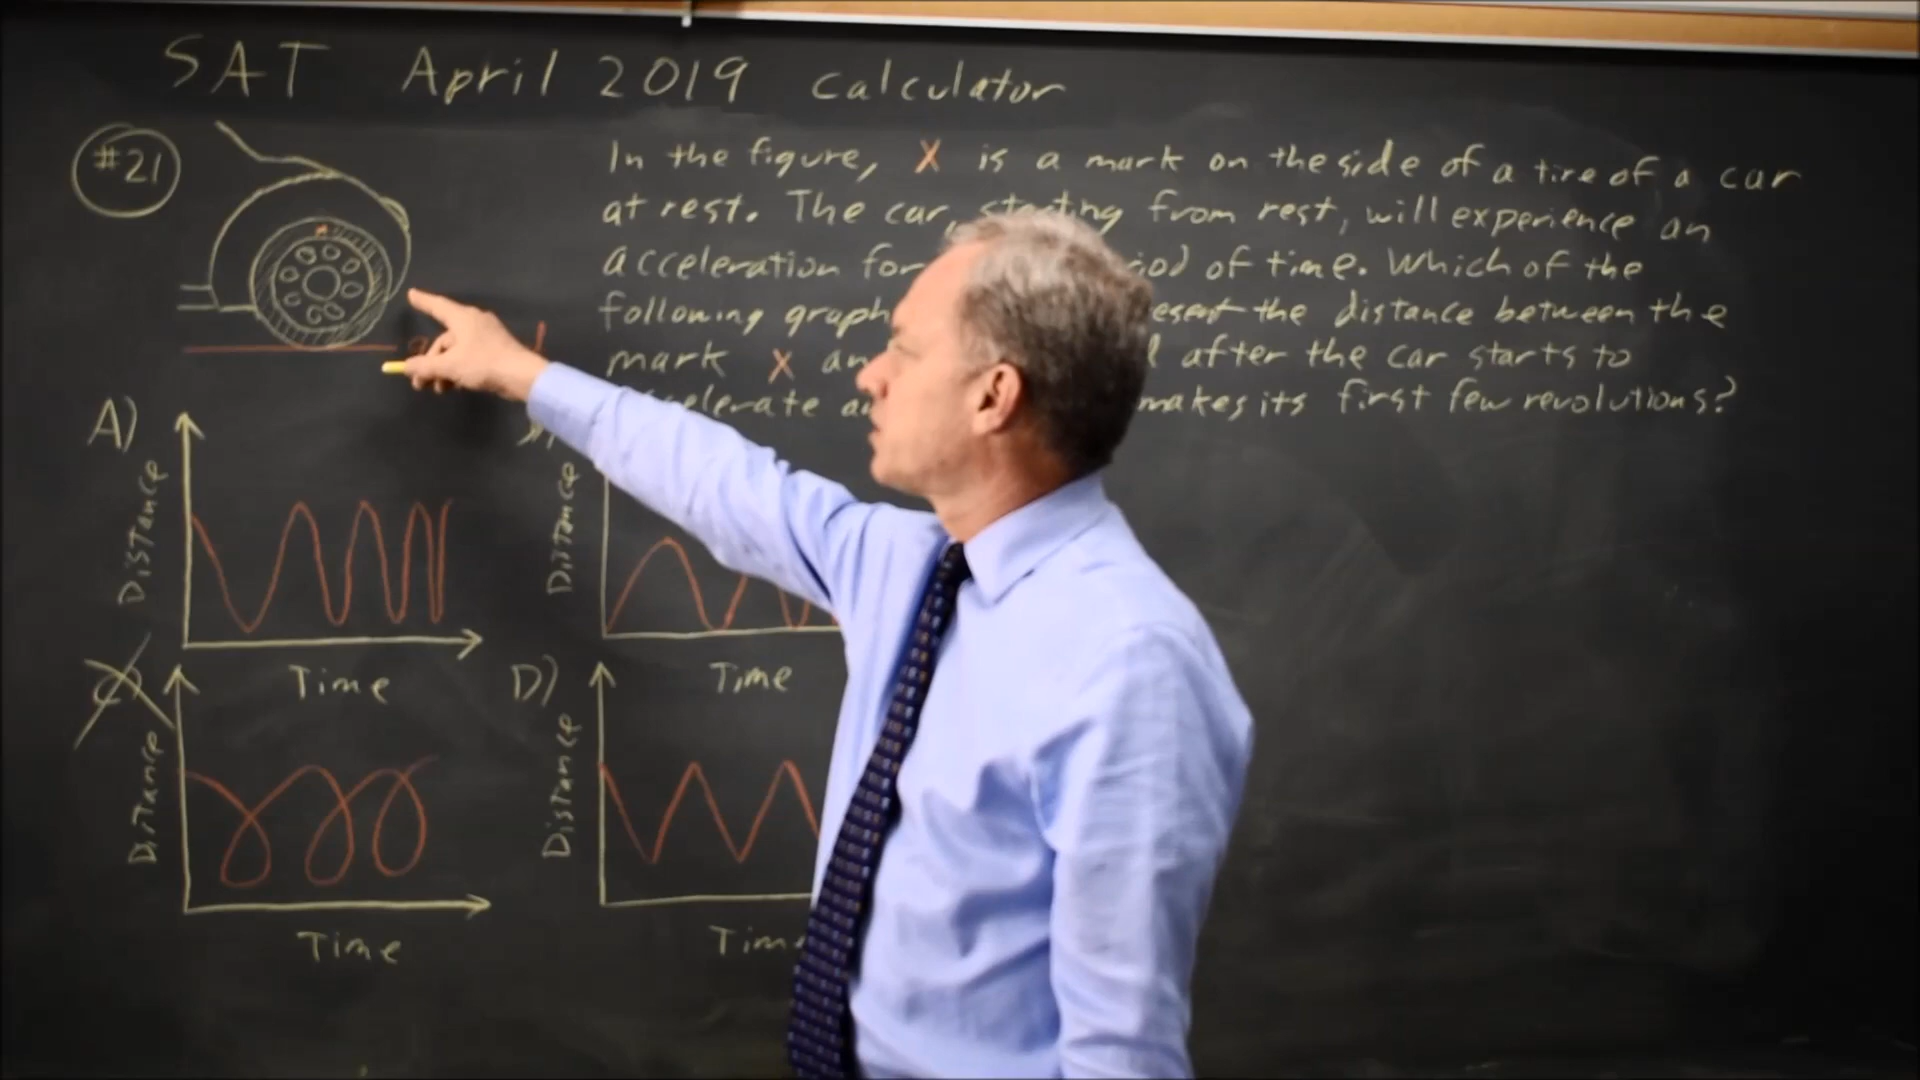 SAT April 2019 calculator
#21
In the figure, X is a mark on the side of a tire of a car
at rest. The car, starting from rest, will experience an
acceleration for of time. Which of the
following graph the distance between the
mark X an after the car starts to
makes its first few revolutions?
A)
Distance
Time
Distance
Time
Distance
Time
D)
Distance
Time